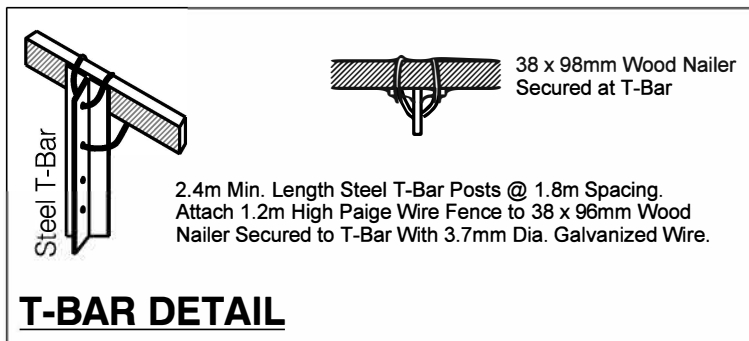 Steel T-Bar
38 x 98mm Wood Nailer
Secured at T-Bar
2.4m Min. Length Steel T-Bar Posts @ 1.8m Spacing.
Attach 1.2m High Paige Wire Fence to 38 x 96mm Wood
Nailer Secured to T-Bar With 3.7mm Dia. Galvanized Wire.
T-BAR DETAIL